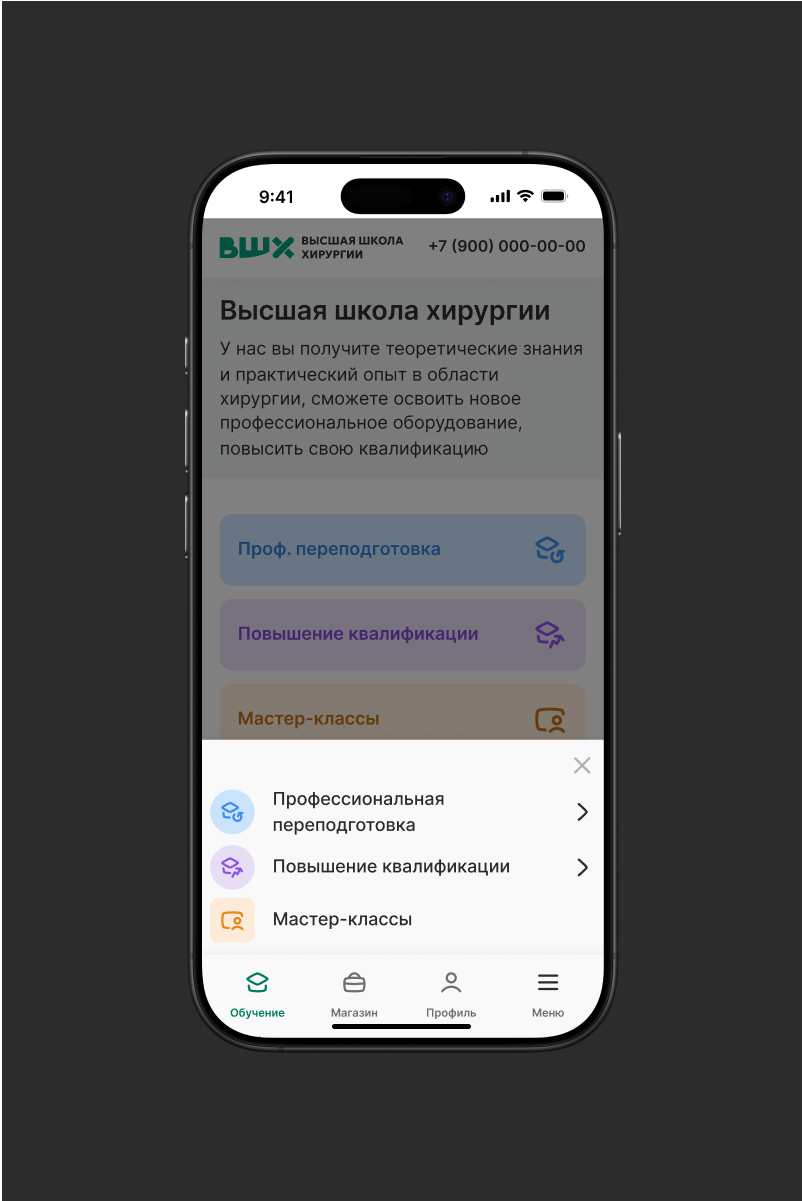 9:41
ВШХ ВЫСШАЯ ШКОЛА ХИРУРГИИ
+7 (900) 000-00-00
Высшая школа хирургии
У нас вы получите теоретические знания
и практический опыт в области
хирургии, сможете освоить новое
профессиональное оборудование,
повысить свою квалификацию
Проф. переподготовка
Повышение квалификации
Мастер-классы
Профессиональная
переподготовка
Повышение квалификации
Мастер-классы
Обучение
Магазин
Профиль
Меню